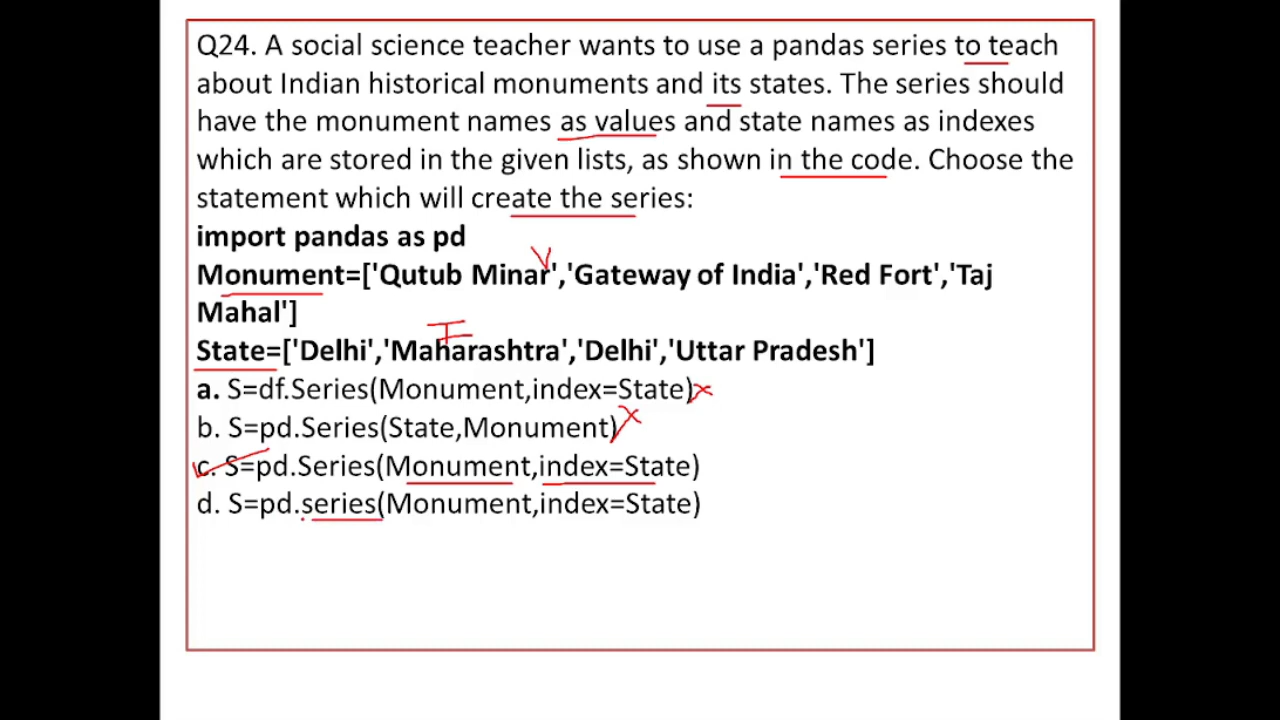 Q24. A social science teacher wants to use a pandas series to teach
about Indian historical monuments and its states. The series should
have the monument names as values and state names as indexes
which are stored in the given lists, as shown in the code. Choose the
statement which will create the series:
import pandas as pd
V
Monument=['Qutub Minar','Gateway of India','Red Fort','Taj
Mahal']
I
State=['Delhi','Maharashtra','Delhi','Uttar Pradesh']
a. S=df.Series(Monument,index=State)
b. S=pd.Series(State,Monument)
c. S=pd.Series(Monument,index=State)
d. S=pd.series(Monument,index=State)